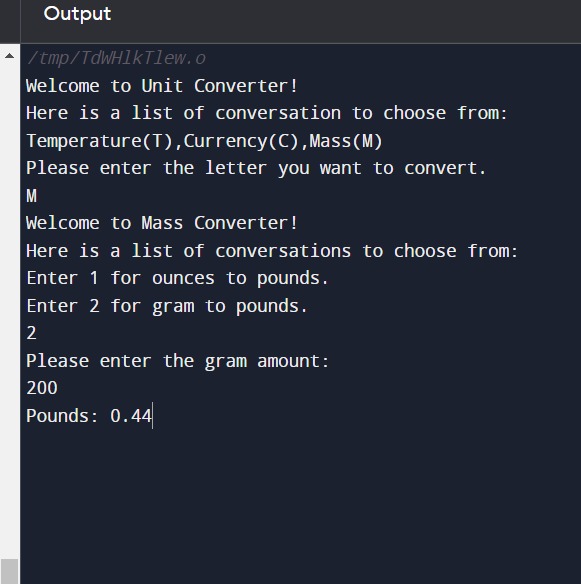 Output
/tmp/TdWHlkTlew.o
Welcome to Unit Converter!
Here is a list of conversation to choose from:
Temperature(T),Currency(C),Mass(M)
Please enter the letter you want to convert.
M
Welcome to Mass Converter!
Here is a list of conversations to choose from:
Enter 1 for ounces to pounds.
Enter 2 for gram to pounds.
2
Please enter the gram amount:
200
Pounds: 0.44